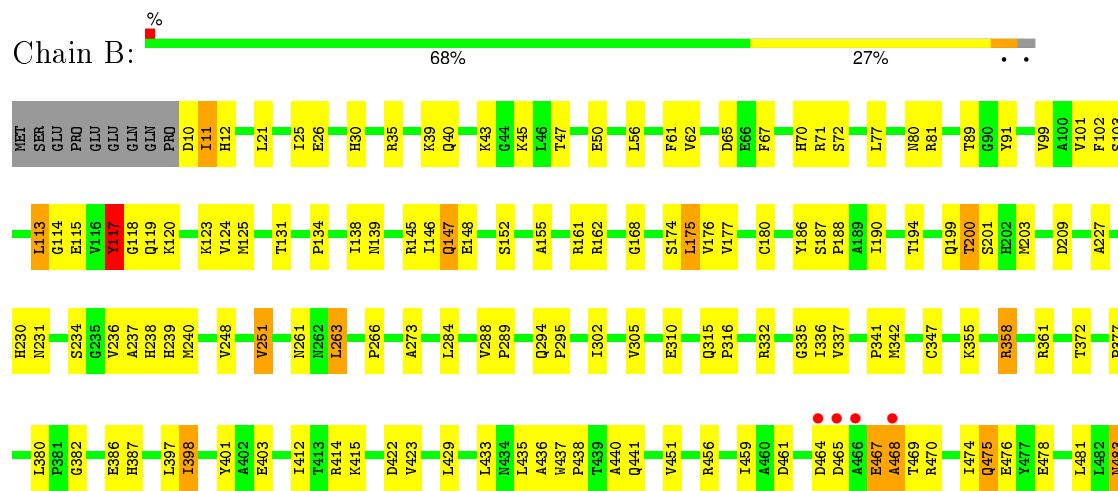 %
Chain B:
68% 27% • •
MET SER GLU PRO GLU GLU GLN GLN PRO D10 I11 H12 L21 I25 E26 H30 R35 K39 Q40 K43 G44 K45 L46 T47 E50 L56 F61 V62 D65 E66 F67 H70 R71 S72 L77 N80 R81 T89 G90 Y91 V99 A100 V101 F102 S103
L113 G114 E115 V116 Y117 G118 Q119 K120 K123 V124 M125 T131 P134 I138 N139 R145 I146 Q147 E148 S152 A155 R161 R162 G168 S174 L175 V176 V177 C180 Y186 S187 P188 A189 I190 T194 Q199 T200 S201 H202 M203 D209 A227
H230 N231 S234 G235 V236 A237 H238 H239 M240 V248 V251 N261 N262 L263 P266 A273 L284 V288 P289 Q294 P295 I302 V305 E310 Q315 P316 R332 G335 I336 V337 P341 M342 C347 K355 R358 R361 T372
L380 P381 G382 E386 H387 L397 I398 Y401 A402 E403 I412 T413 R414 K415 D422 V423 L429 L433 N434 L435 A436 W437 P438 T439 A440 Q441 V451 R456 I459 A460 D461 D464 D465 A466 E467 A468 T469 R470 I474 Q475 E476 Y477 E478 L481 L482